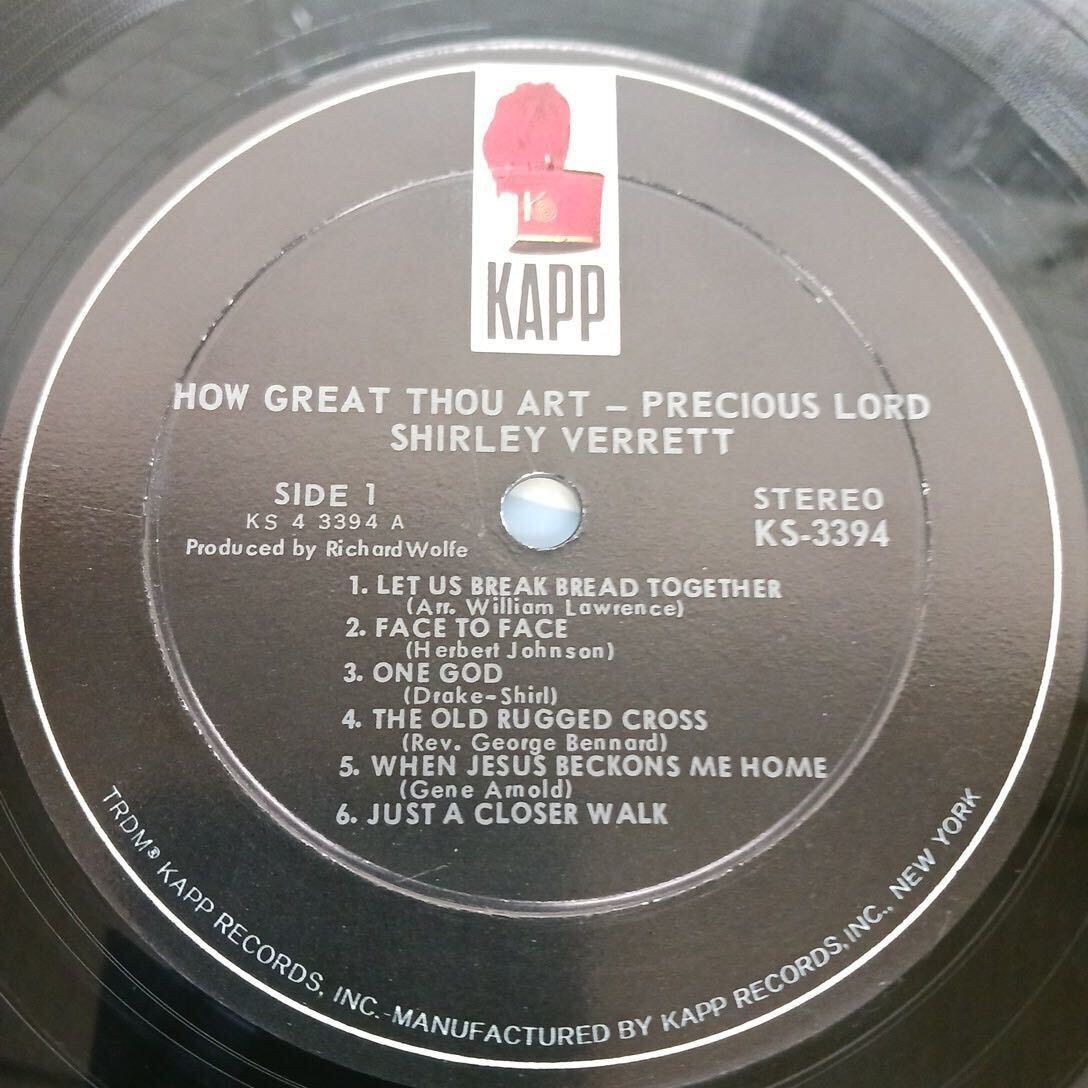 K
KAPP
HOW GREAT THOU ART – PRECIOUS LORD
SHIRLEY VERRETT
SIDE 1
KS 4 3394 A
Produced by Richard Wolfe
STEREO
KS-3394
1. LET US BREAK BREAD TOGETHER
(Arr. William Lawrence)
2. FACE TO FACE
(Herbert Johnson)
3. ONE GOD
(Drake-Shirl)
4. THE OLD RUGGED CROSS
(Rev. George Bennard)
5. WHEN JESUS BECKONS ME HOME
(Gene Arnold)
6. JUST A CLOSER WALK
TRDM® KAPP RECORDS, INC.-MANUFACTURED BY KAPP RECORDS, INC., NEW YORK